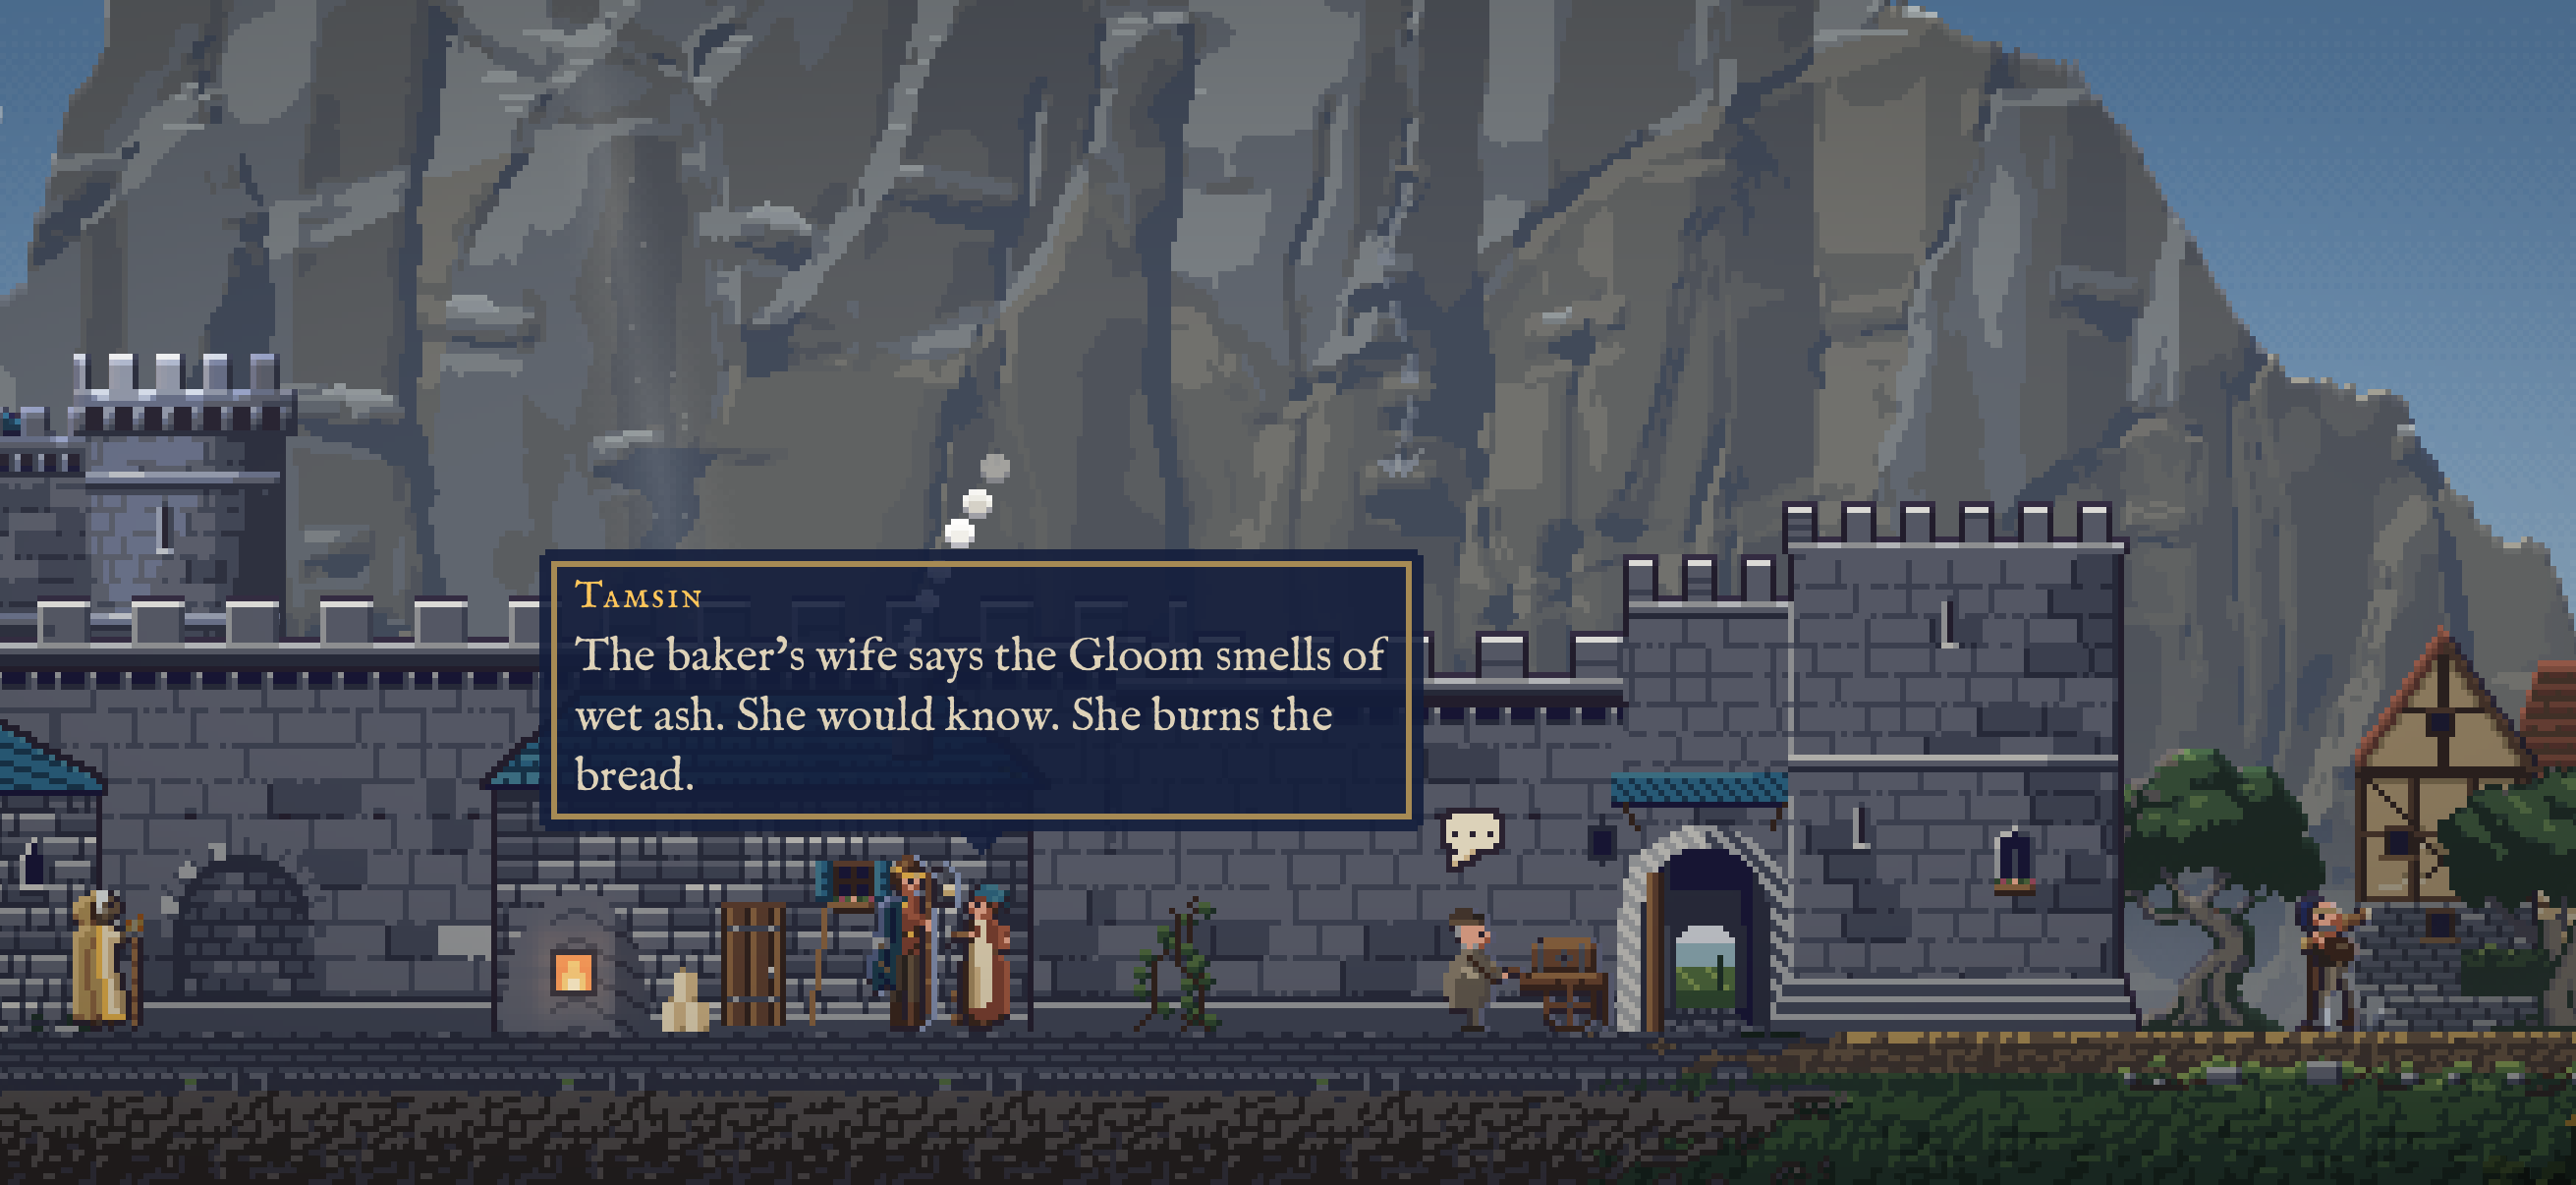 Tamsin
The baker’s wife says the Gloom smells of
wet ash. She would know. She burns the
bread.